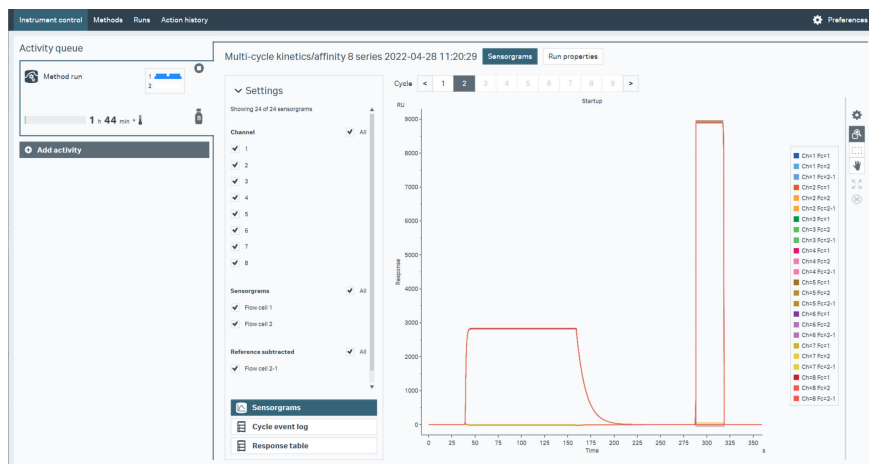 Instrument control Methods Runs Action history Preferences
Activity queue
Method run
1
2
1 h 44 min +
Add activity
Multi-cycle kinetics/affinity 8 series 2022-04-28 11:20:29 Sensorgrams Run properties
Settings
Showing 24 of 24 sensorgrams
Channel All
1
2
3
4
5
6
7
8
Sensorgrams All
Flow cell 1
Flow cell 2
Reference subtracted All
Flow cell 2-1
Sensorgrams
Cycle event log
Response table
Cycle < 1 2 3 4 5 6 7 8 9 >
Startup
RU
9000
8000
7000
6000
5000
4000
3000
2000
1000
0
Response
0 25 50 75 100 125 150 175 200 225 250 275 300 325 350
Time s
Ch=1 Fc=1
Ch=1 Fc=2
Ch=1 Fc=2-1
Ch=2 Fc=1
Ch=2 Fc=2
Ch=2 Fc=2-1
Ch=3 Fc=1
Ch=3 Fc=2
Ch=3 Fc=2-1
Ch=4 Fc=1
Ch=4 Fc=2
Ch=4 Fc=2-1
Ch=5 Fc=1
Ch=5 Fc=2
Ch=5 Fc=2-1
Ch=6 Fc=1
Ch=6 Fc=2
Ch=6 Fc=2-1
Ch=7 Fc=1
Ch=7 Fc=2
Ch=7 Fc=2-1
Ch=8 Fc=1
Ch=8 Fc=2
Ch=8 Fc=2-1